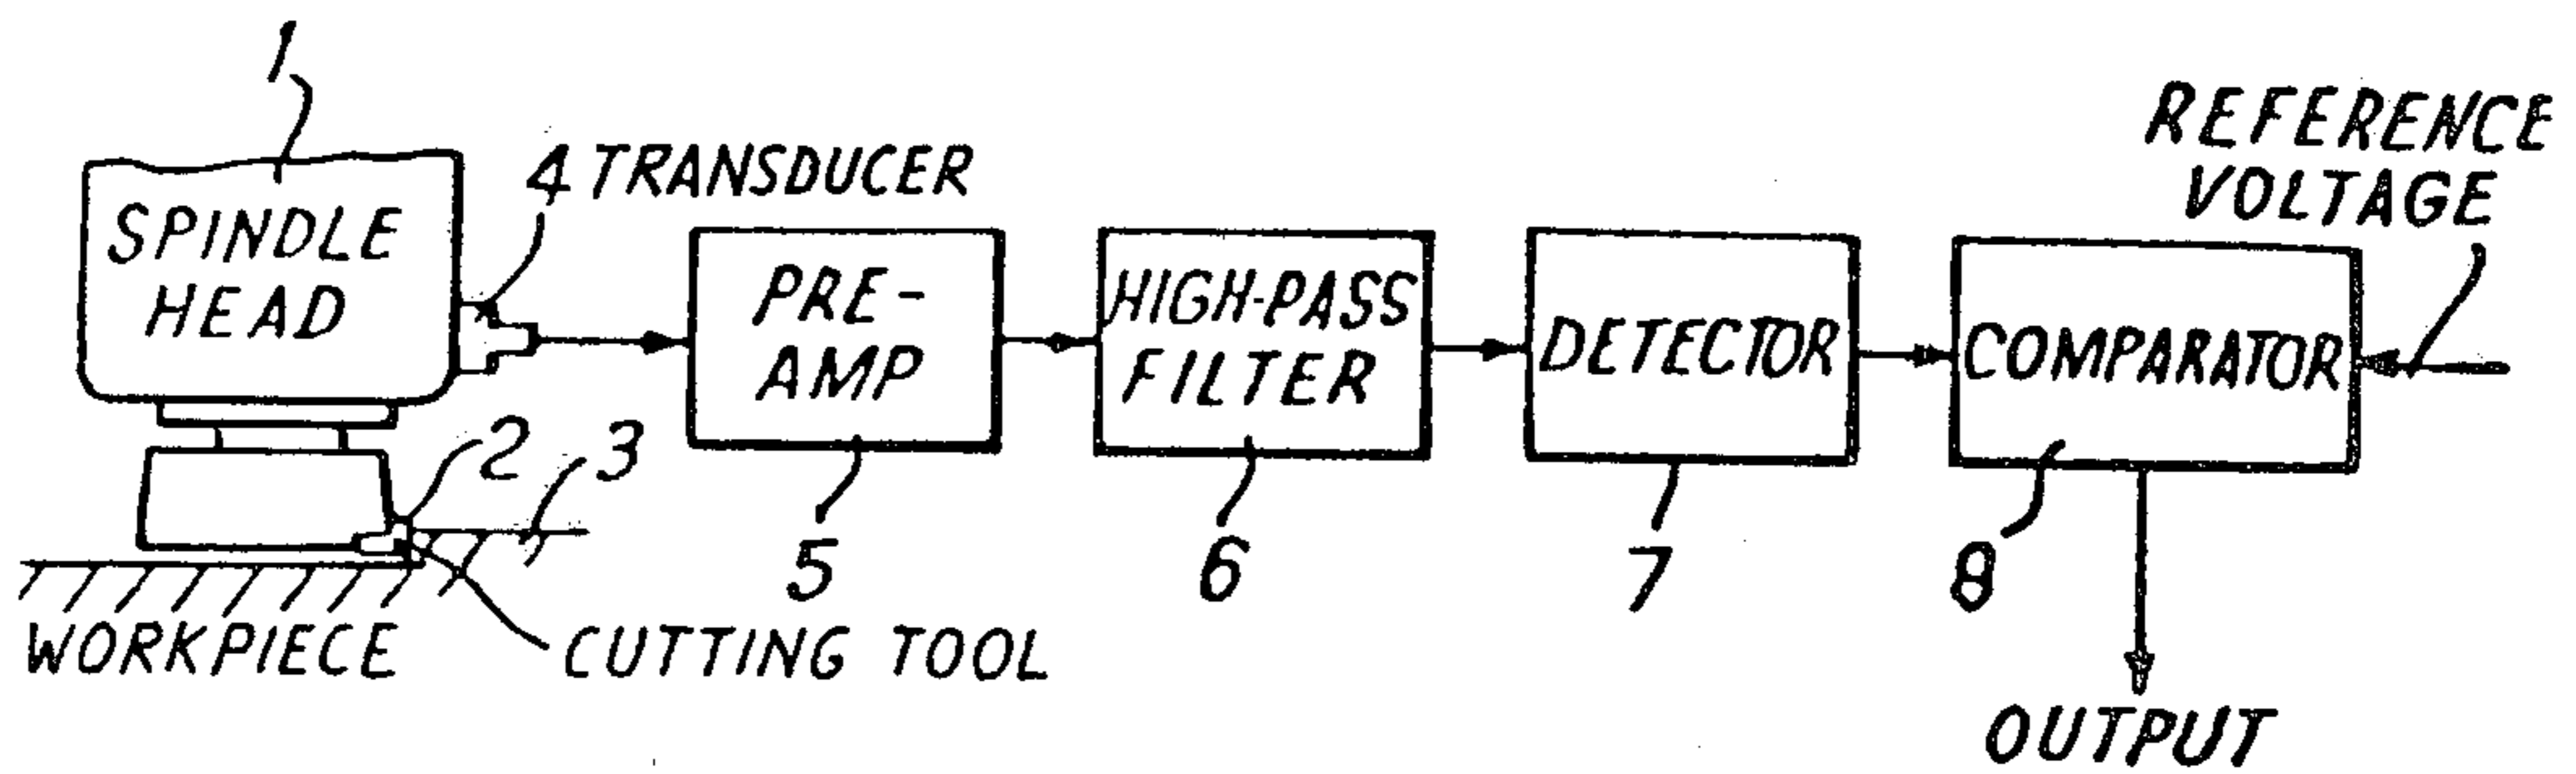 1
SPINDLE
HEAD
4 TRANSDUCER
PRE-
AMP
HIGH-PASS
FILTER
DETECTOR
COMPARATOR
REFERENCE
VOLTAGE
2
3
5
6
7
8
WORKPIECE
CUTTING TOOL
OUTPUT